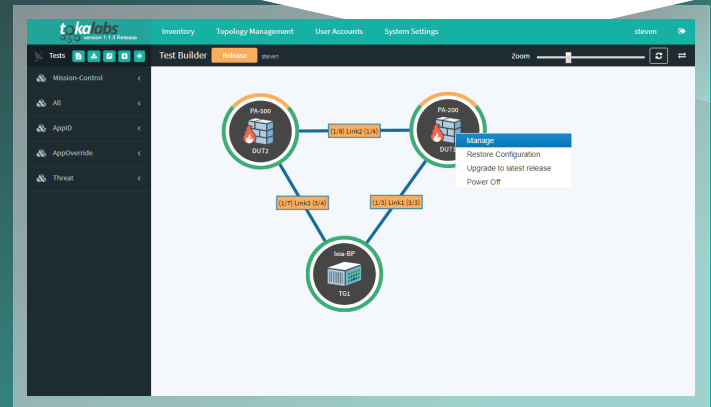 tokalabs
version 1.1.3 Release
Inventory
Topology Management
User Accounts
System Settings
steven
Tests
Test Builder
Release
steven
Zoom
Mission-Control
All
AppID
AppOverride
Threat
PA-500
DUT2
(1/8) Link2 (1/4)
PA-200
DUT1
Manage
Restore Configuration
Upgrade to latest release
Power Off
(1/7) Link3 (3/4)
(1/3) Link1 (3/3)
Ixia-BP
TG1